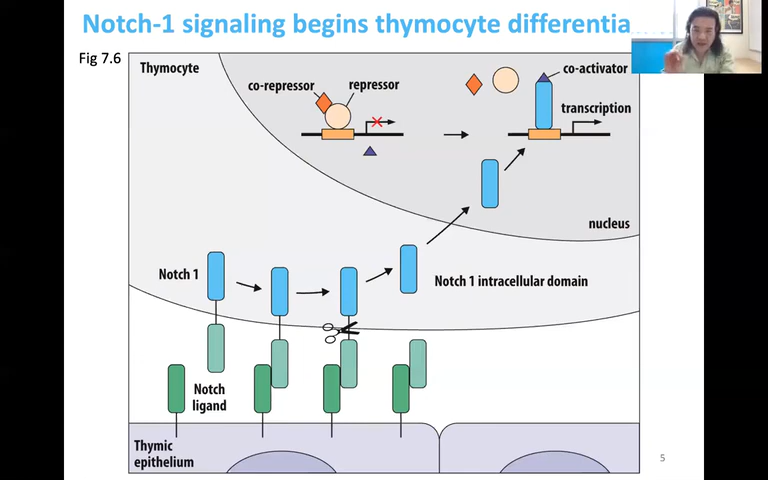 Notch-1 signaling begins thymocyte differentia
Fig 7.6
Thymocyte
co-repressor
repressor
co-activator
transcription
nucleus
Notch 1
Notch 1 intracellular domain
Notch
ligand
Thymic
epithelium
5